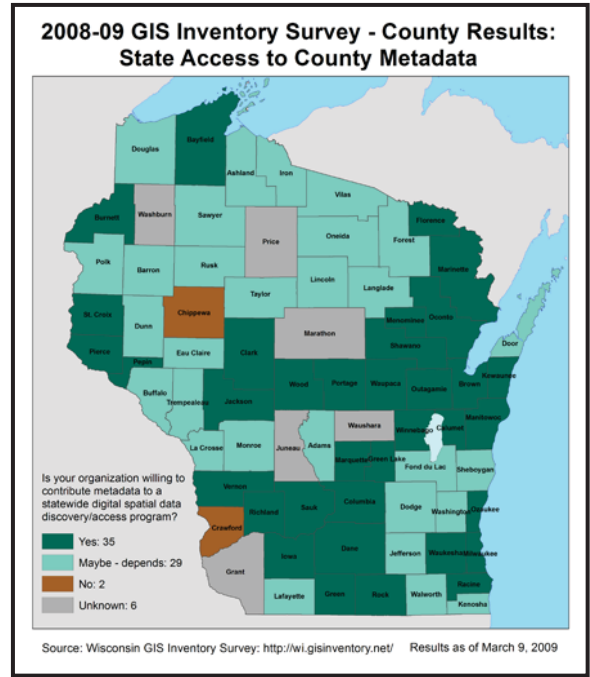 2008-09 GIS Inventory Survey - County Results:
State Access to County Metadata
Bayfield
Douglas
Ashland
Iron
Vilas
Burnett
Washburn
Sawyer
Florence
Price
Oneida
Forest
Polk
Barron
Rusk
Marinette
Lincoln
Langlade
Taylor
St. Croix
Chippewa
Menominee
Oconto
Dunn
Marathon
Door
Pierce
Eau Claire
Clark
Shawano
Pepin
Kewaunee
Buffalo
Trempealeau
Jackson
Wood
Portage
Waupaca
Outagamie
Brown
Waushara
Winnebago
Calumet
Manitowoc
La Crosse
Monroe
Juneau
Adams
Marquette
Green Lake
Fond du Lac
Sheboygan
Vernon
Richland
Sauk
Columbia
Dodge
Washington
Ozaukee
Crawford
Grant
Iowa
Dane
Jefferson
Waukesha
Milwaukee
Lafayette
Green
Rock
Walworth
Racine
Kenosha
Is your organization willing to
contribute metadata to a
statewide digital spatial data
discovery/access program?
Yes: 35
Maybe - depends: 29
No: 2
Unknown: 6
Source: Wisconsin GIS Inventory Survey: http://wi.gisinventory.net/ Results as of March 9, 2009